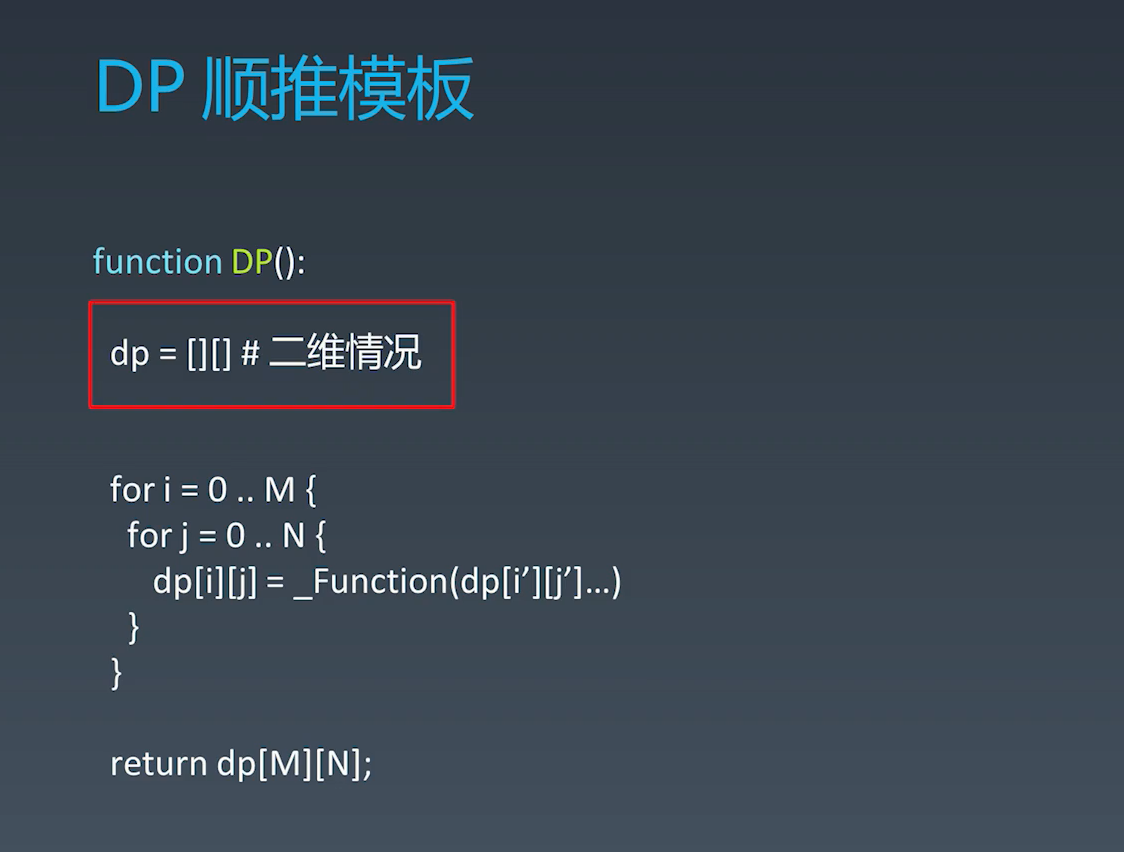 DP 顺推模板
function DP():
dp = [][] # 二维情况
for i = 0 .. M {
for j = 0 .. N {
dp[i][j] = _Function(dp[i’][j’]…)
}
}
return dp[M][N];